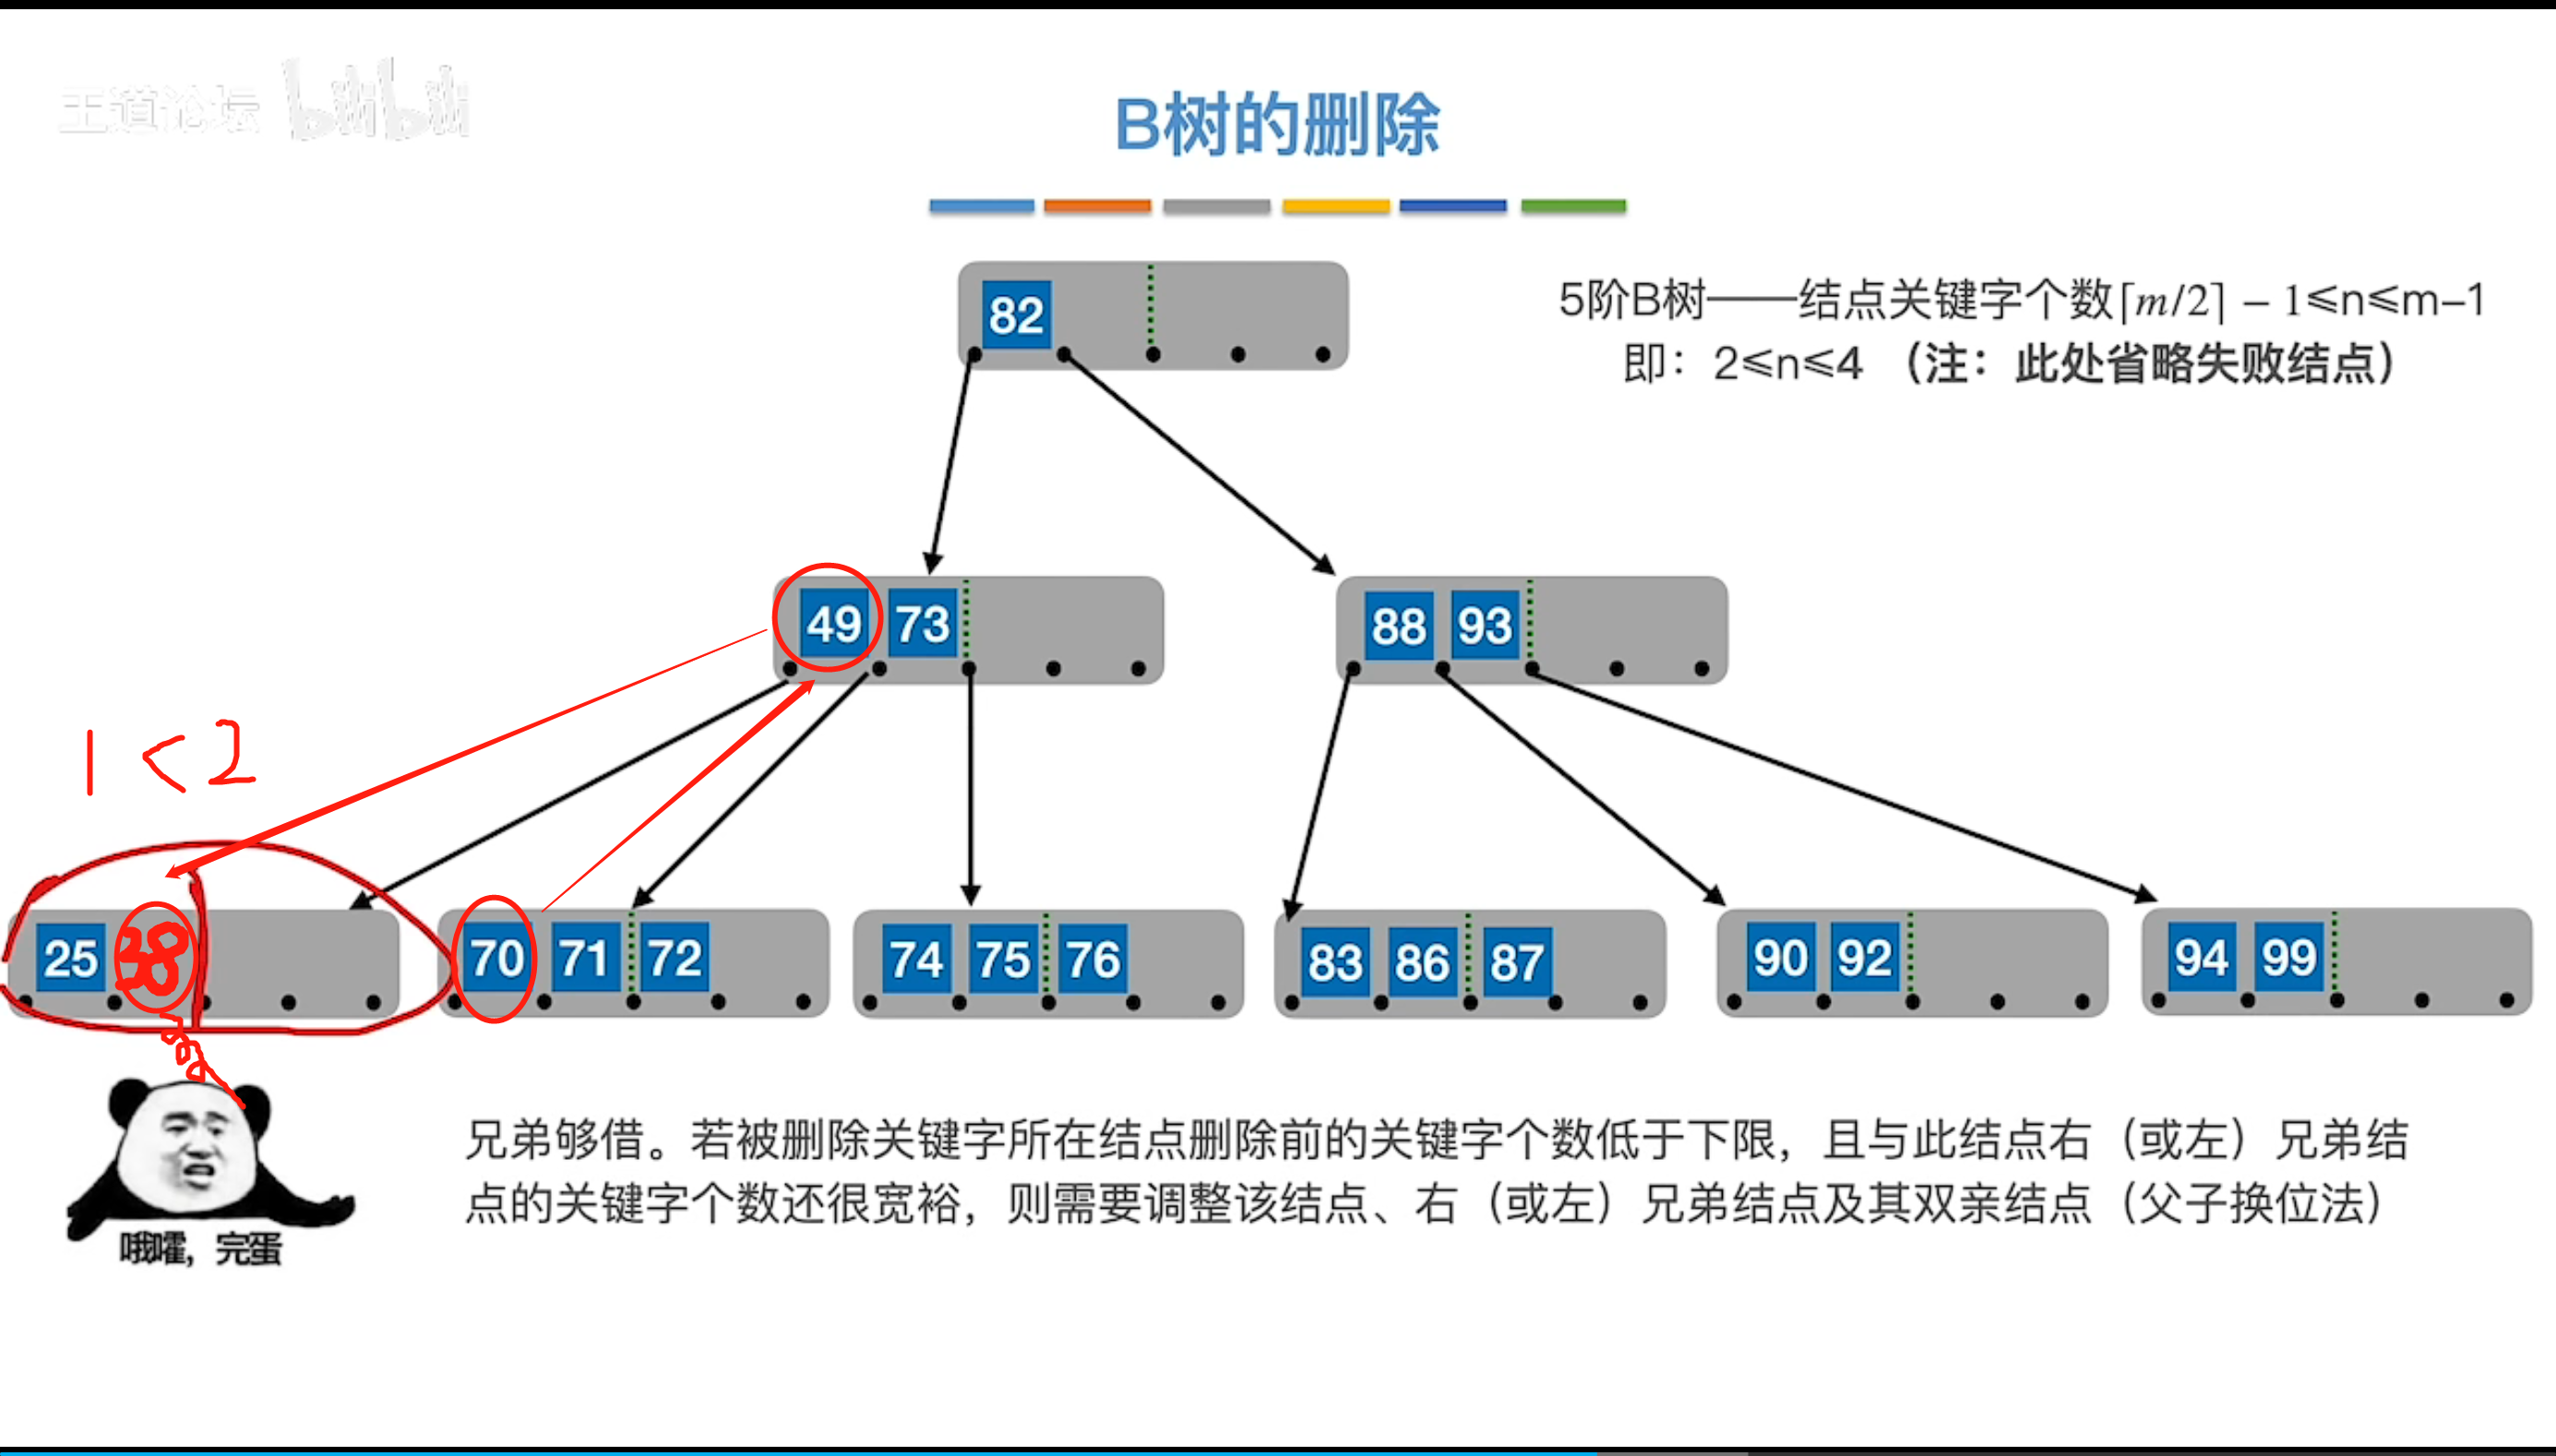 王道论坛 bilibili
B树的删除
82
5阶B树——结点关键字个数⌈m/2⌉ – 1≤n≤m–1
即：2≤n≤4 （注：此处省略失败结点）
49 73
88 93
1 < 2
25 38
70 71 72
74 75 76
83 86 87
90 92
94 99
兄弟够借。若被删除关键字所在结点删除前的关键字个数低于下限，且与此结点右（或左）兄弟结
点的关键字个数还很宽裕，则需要调整该结点、右（或左）兄弟结点及其双亲结点（父子换位法）
哦嚯，完蛋